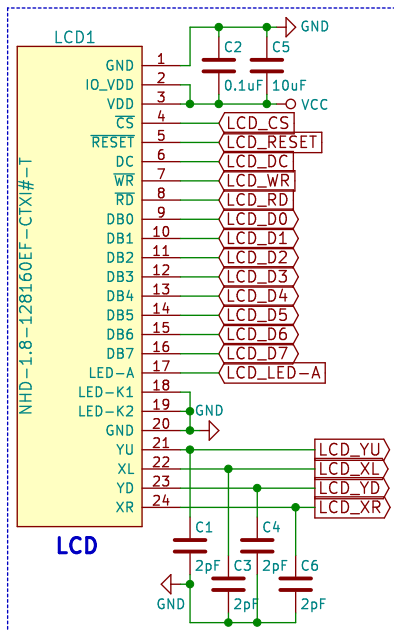 LCD1
NHD-1.8-128160EF-CTXI#-T
GND 1
IO_VDD 2
VDD 3
CS 4 LCD_CS
RESET 5 LCD_RESET
DC 6 LCD_DC
WR 7 LCD_WR
RD 8 LCD_RD
DB0 9 LCD_D0
DB1 10 LCD_D1
DB2 11 LCD_D2
DB3 12 LCD_D3
DB4 13 LCD_D4
DB5 14 LCD_D5
DB6 15 LCD_D6
DB7 16 LCD_D7
LED-A 17 LCD_LED-A
LED-K1 18
LED-K2 19
GND 20
YU 21 LCD_YU
XL 22 LCD_XL
YD 23 LCD_YD
XR 24 LCD_XR
GND
C2 C5
0.1uF 10uF
VCC
GND
C1 C4
2pF 2pF
C3 C6
2pF 2pF
GND
LCD